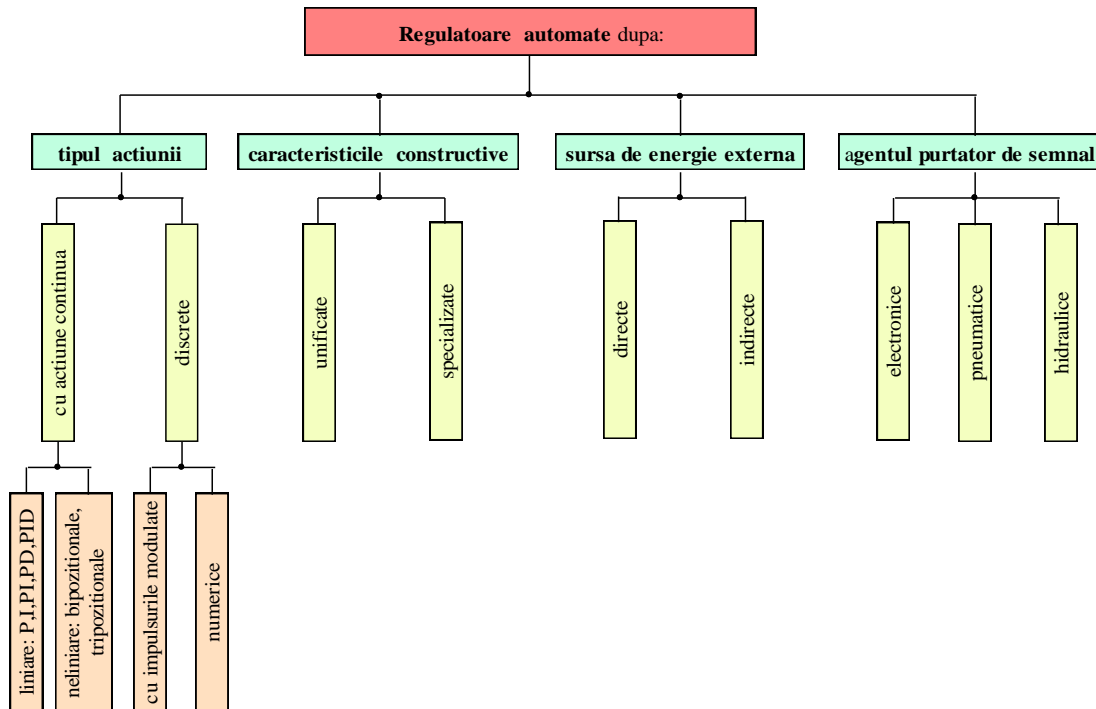 Regulatoare automate dupa:
tipul actiunii
caracteristicile constructive
sursa de energie externa
agentul purtator de semnal
cu actiune continua
discrete
unificate
specializate
directe
indirecte
electronice
pneumatice
hidraulice
liniare: P,I,PI,PD,PID
neliniare: bipozitionale,
tripozitionale
cu impulsurile modulate
numerice